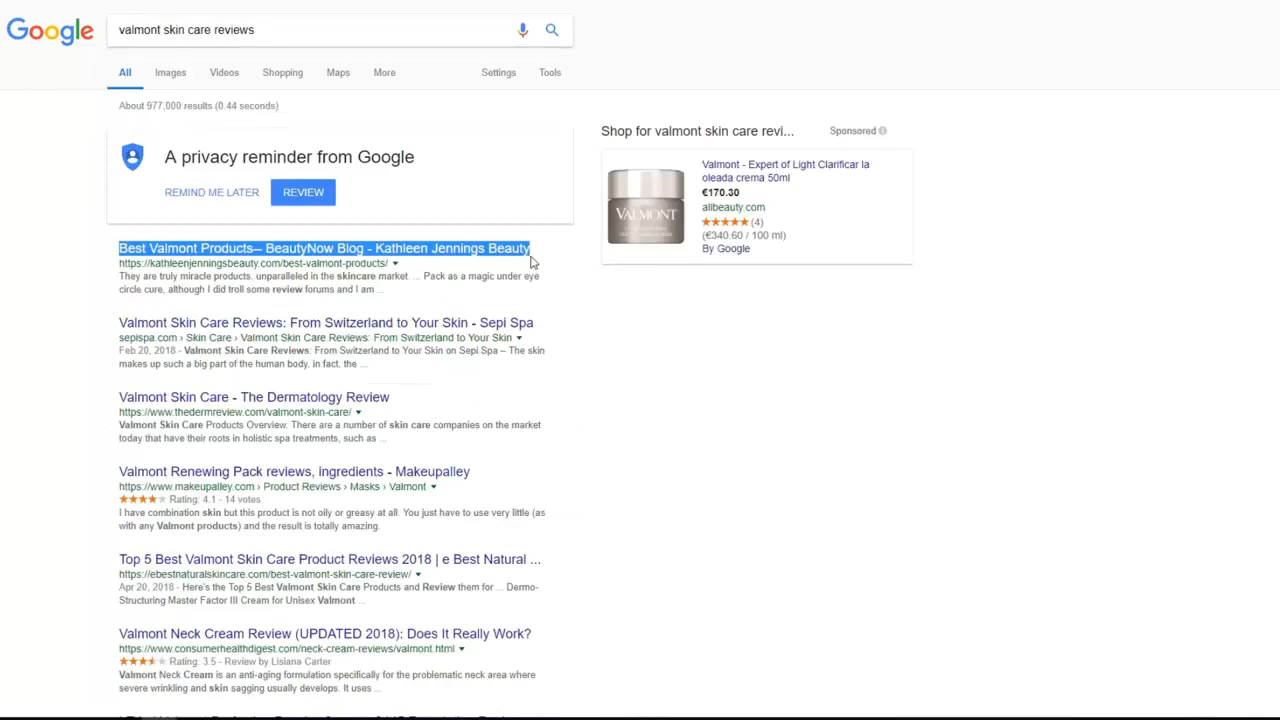 Google
valmont skin care reviews
All Images Videos Shopping Maps More Settings Tools
About 977,000 results (0.44 seconds)
A privacy reminder from Google
REMIND ME LATER REVIEW
Best Valmont Products– BeautyNow Blog - Kathleen Jennings Beauty
https://kathleenjenningsbeauty.com/best-valmont-products/
They are truly miracle products, unparalleled in the skincare market. ... Pack as a magic under eye
circle cure, although I did troll some review forums and I am ...
Valmont Skin Care Reviews: From Switzerland to Your Skin - Sepi Spa
sepispa.com › Skin Care › Valmont Skin Care Reviews: From Switzerland to Your Skin
Feb 20, 2018 - Valmont Skin Care Reviews: From Switzerland to Your Skin on Sepi Spa – The skin
makes up such a big part of the human body, in fact, the ...
Valmont Skin Care - The Dermatology Review
https://www.thedermreview.com/valmont-skin-care/
Valmont Skin Care Products Overview. There are a number of skin care companies on the market
today that have their roots in holistic spa treatments, such as ...
Valmont Renewing Pack reviews, ingredients - Makeupalley
https://www.makeupalley.com › Product Reviews › Masks › Valmont
Rating: 4.1 - 14 votes
I have combination skin but this product is not oily or greasy at all. You just have to use very little (as
with any Valmont products) and the result is totally amazing.
Top 5 Best Valmont Skin Care Product Reviews 2018 | e Best Natural ...
https://ebestnaturalskincare.com/best-valmont-skin-care-review/
Apr 20, 2018 - Here's the Top 5 Best Valmont Skin Care Products and Review them for ... Dermo-
Structuring Master Factor III Cream for Unisex Valmont ...
Valmont Neck Cream Review (UPDATED 2018): Does It Really Work?
https://www.consumerhealthdigest.com/neck-cream-reviews/valmont.html
Rating: 3.5 - Review by Lisiana Carter
Valmont Neck Cream is an anti-aging formulation specifically for the problematic neck area where
severe wrinkling and skin sagging usually develops. It uses ...
Shop for valmont skin care revi... Sponsored
VALMONT
Valmont - Expert of Light Clarificar la
oleada crema 50ml
€170.30
allbeauty.com
(4)
(€340.60 / 100 ml)
By Google